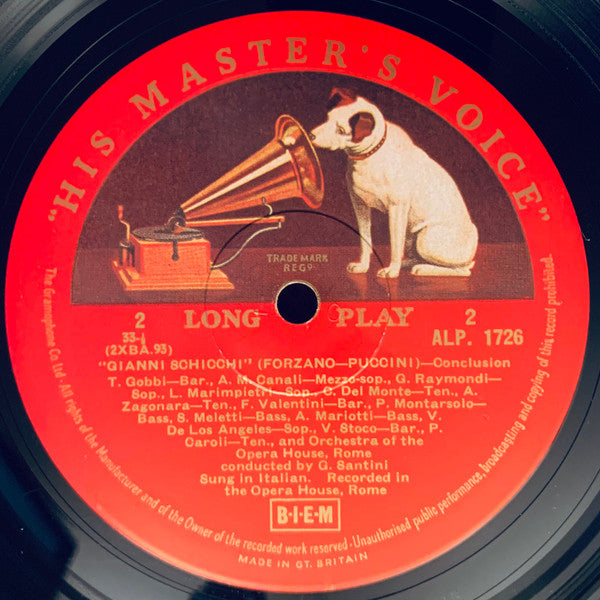 "HIS MASTER'S VOICE"
TRADE MARK
REGD
2 LONG PLAY 2
33⅓
(2XBA.93)
ALP. 1726
"GIANNI SCHICCHI" (FORZANO—PUCCINI)—Conclusion
T. Gobbi—Bar., A. M. Canali—Mezzo-sop., G. Raymondi—
Sop., L. Marimpietri—Sop., C. Del Monte—Ten., A.
Zagonara—Ten., F. Valentini—Bar., P. Montarsolo—
Bass, S. Meletti—Bass, A. Mariotti—Bass, V.
De Los Angeles—Sop., V. Stoco—Bar., P.
Caroli—Ten., and Orchestra of the
Opera House, Rome
conducted by G. Santini
Sung in Italian. Recorded in
the Opera House, Rome
B·I·E·M
The Gramophone Co. Ltd. All rights of the Manufacturer and of the Owner of the recorded work reserved · Unauthorised public performance, broadcasting and copying of this record prohibited.
MADE IN GT. BRITAIN